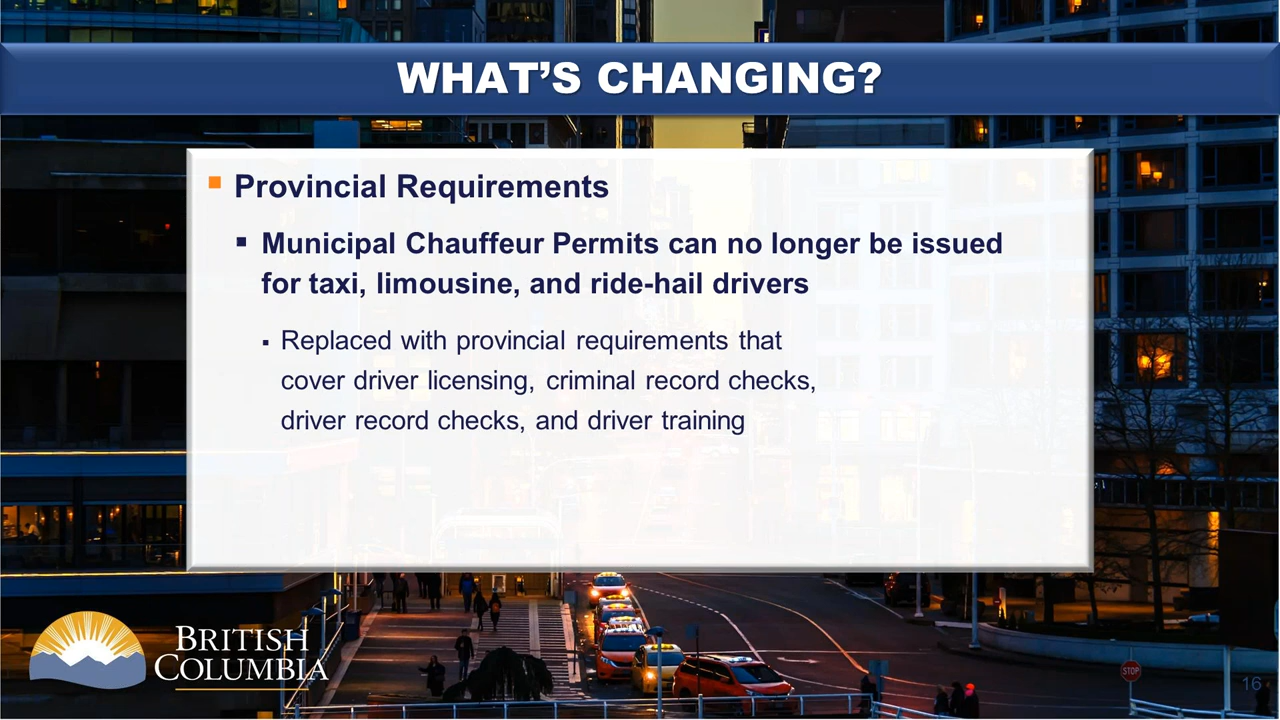 WHAT’S CHANGING?
Provincial Requirements
Municipal Chauffeur Permits can no longer be issued
for taxi, limousine, and ride-hail drivers
Replaced with provincial requirements that
cover driver licensing, criminal record checks,
driver record checks, and driver training
BRITISH
COLUMBIA
STOP
16